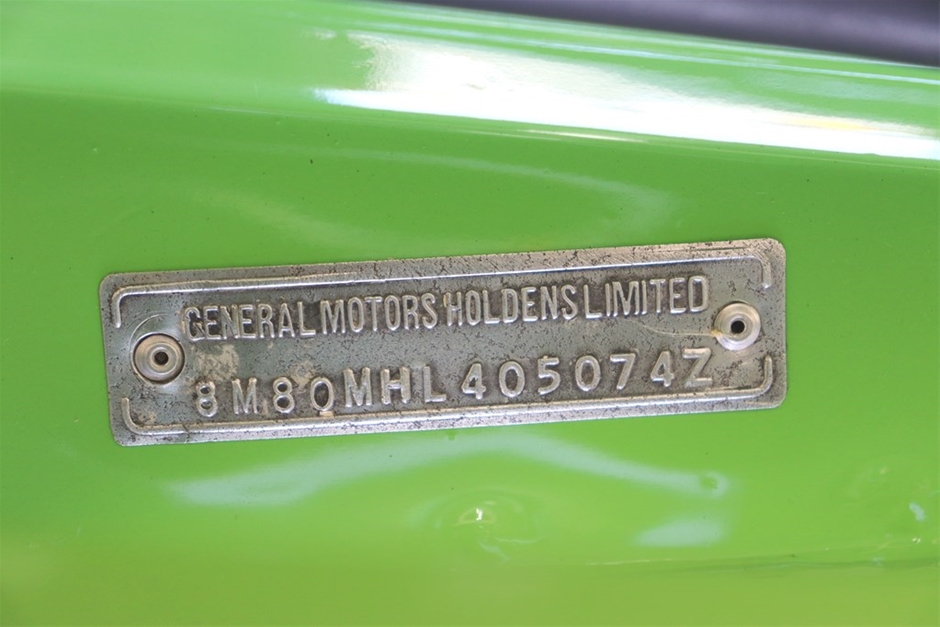 GENERAL MOTORS HOLDENS LIMITED
8M80MHL405074Z